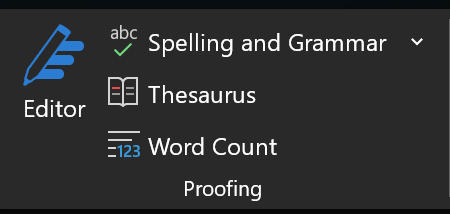 Editor
abc
Spelling and Grammar
Thesaurus
123
Word Count
Proofing